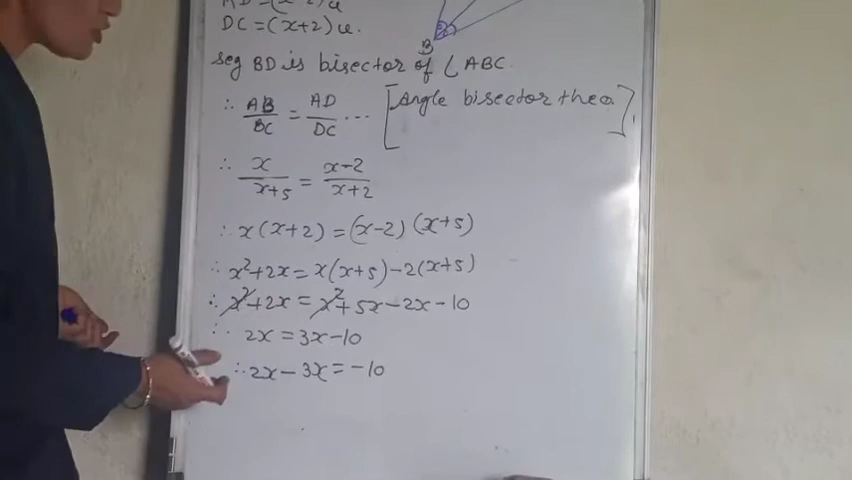 AD=(x-2)u
DC=(x+2)u.
B
seg BD is bisector of ∠ABC.
∴ AB/BC = AD/DC ... [Angle bisector theo]
∴ x/x+5 = x-2/x+2
∴ x(x+2)=(x-2)(x+5)
∴ x²+2x=x(x+5)-2(x+5)
∴ x²+2x=x²+5x-2x-10
∴ 2x=3x-10
∴ 2x-3x=-10